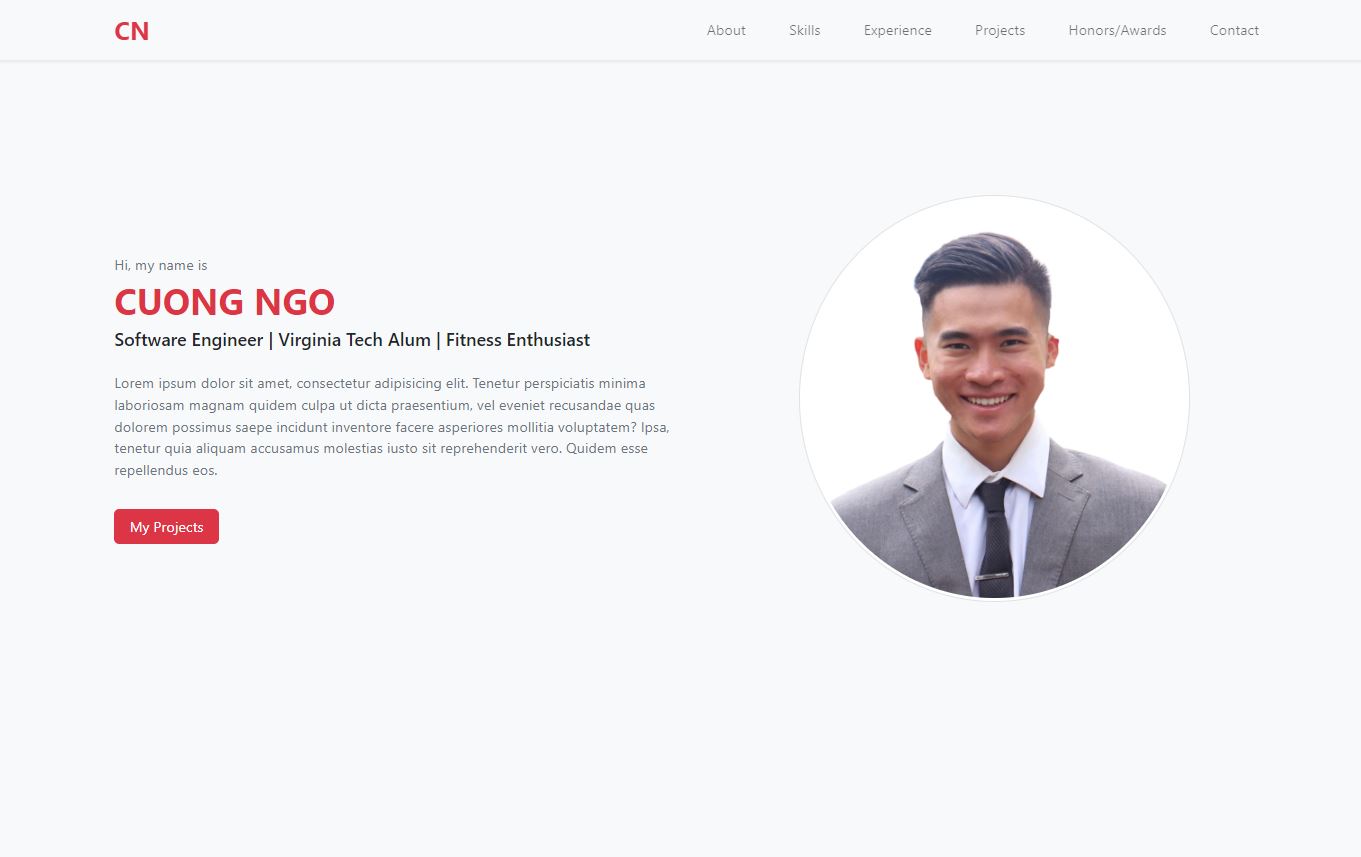 CN
About Skills Experience Projects Honors/Awards Contact
Hi, my name is
CUONG NGO
Software Engineer | Virginia Tech Alum | Fitness Enthusiast
Lorem ipsum dolor sit amet, consectetur adipisicing elit. Tenetur perspiciatis minima
laboriosam magnam quidem culpa ut dicta praesentium, vel eveniet recusandae quas
dolorem possimus saepe incidunt inventore facere asperiores mollitia voluptatem? Ipsa,
tenetur quia aliquam accusamus molestias iusto sit reprehenderit vero. Quidem esse
repellendus eos.
My Projects